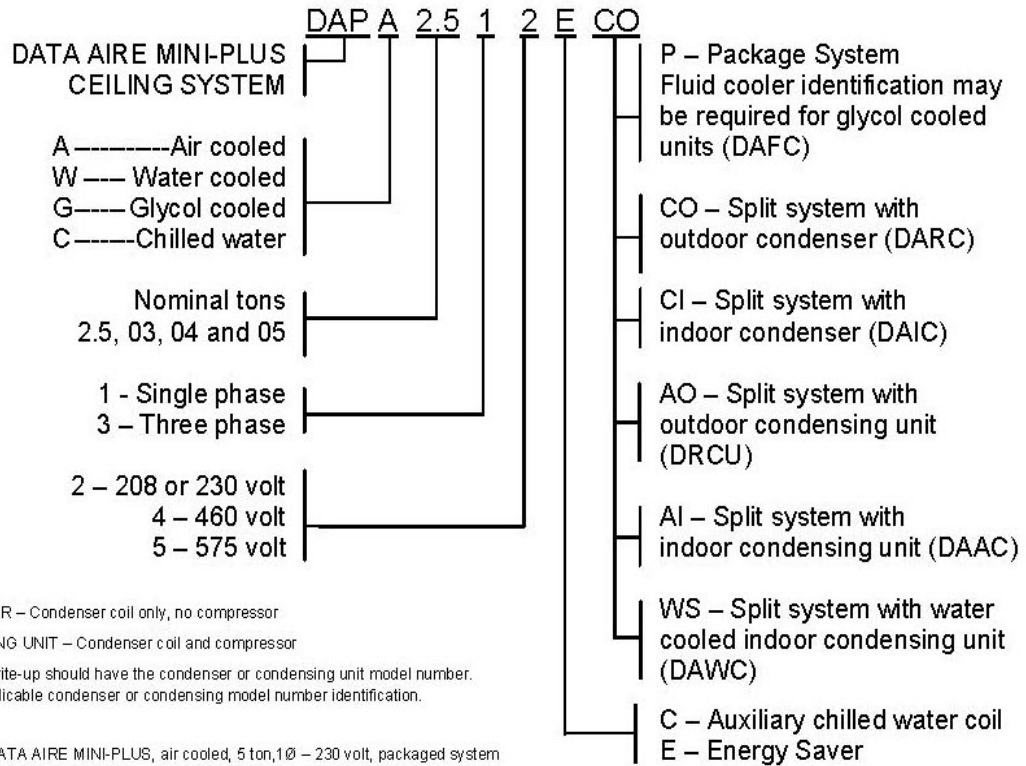 DAP A 2.5 1 2 E CO
DATA AIRE MINI-PLUS
CEILING SYSTEM
A ----------Air cooled
W ---- Water cooled
G------Glycol cooled
C-------Chilled water
Nominal tons
2.5, 03, 04 and 05
1 - Single phase
3 – Three phase
2 – 208 or 230 volt
4 – 460 volt
5 – 575 volt
P – Package System
Fluid cooler identification may
be required for glycol cooled
units (DAFC)
CO – Split system with
outdoor condenser (DARC)
CI – Split system with
indoor condenser (DAIC)
AO – Split system with
outdoor condensing unit
(DRCU)
AI – Split system with
indoor condensing unit (DAAC)
WS – Split system with water
cooled indoor condensing unit
(DAWC)
C – Auxiliary chilled water coil
E – Energy Saver
R – Condenser coil only, no compressor
NG UNIT – Condenser coil and compressor
ite-up should have the condenser or condensing unit model number.
licable condenser or condensing model number identification.
ATA AIRE MINI-PLUS, air cooled, 5 ton,1Ø – 230 volt, packaged system